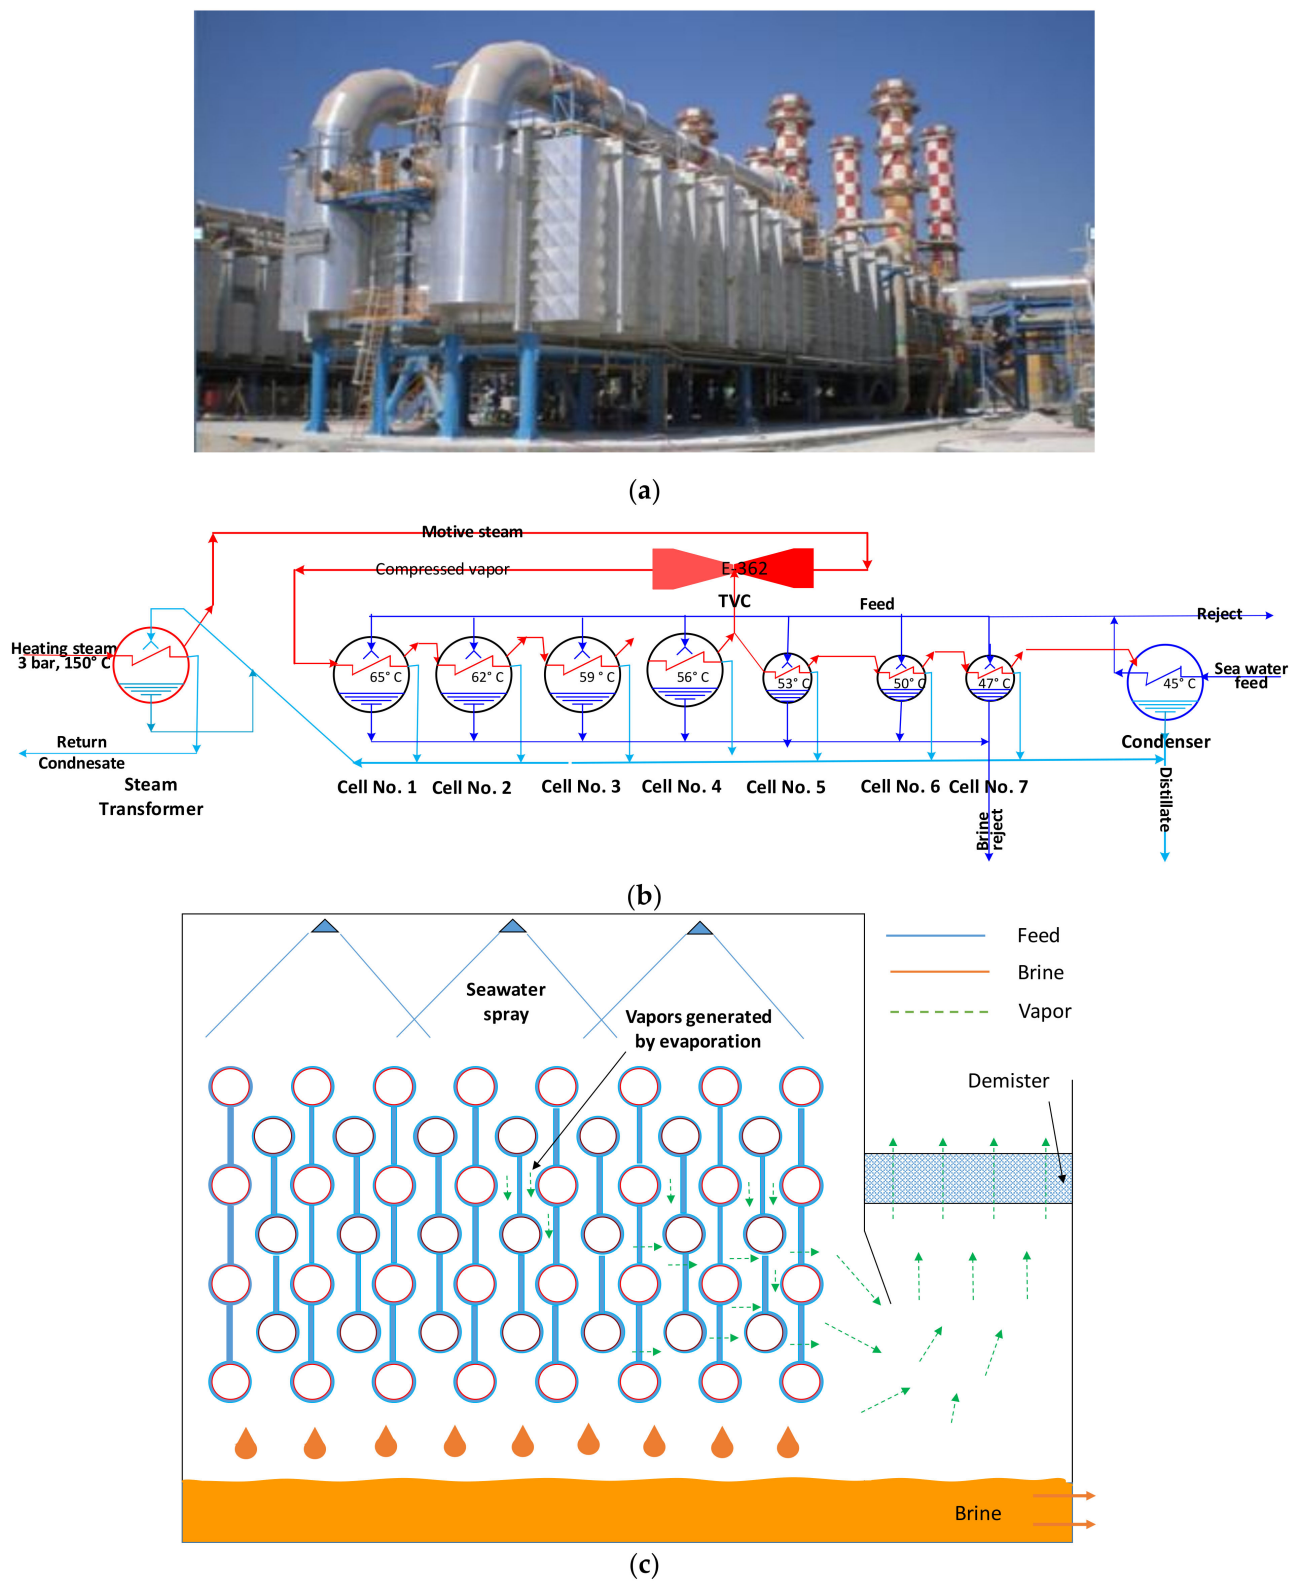 (a)
Motive steam
Compressed vapor
E-362
TVC
Feed
Reject
Heating steam
3 bar, 150° C
65° C
62° C
59 ° C
56° C
53° C
50° C
47° C
45° C
Sea water
feed
Return
Condnesate
Steam
Transformer
Condenser
Cell No. 1
Cell No. 2
Cell No. 3
Cell No. 4
Cell No. 5
Cell No. 6
Cell No. 7
Brine
reject
Distillate
(b)
Feed
Brine
Vapor
Seawater
spray
Vapors generated
by evaporation
Demister
Brine
(c)